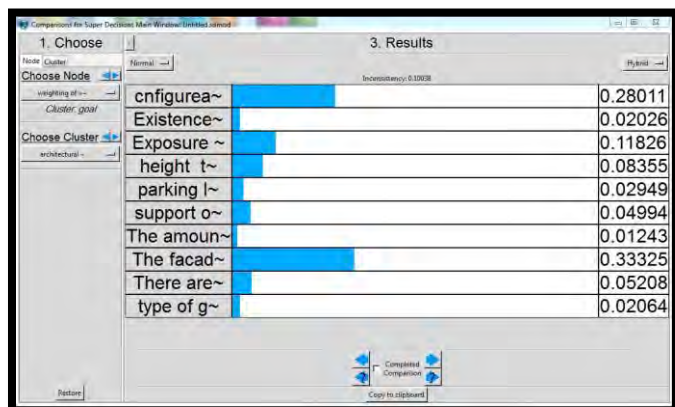 Comparisons for Super Decisions Main Window: Untitled.sdmod
1. Choose
Node Cluster
Choose Node
weighting of~
Cluster: goal
Choose Cluster
architectural~
Restore
3. Results
Normal
Hybrid
Inconsistency: 0.10038
cnfigurea~ 0.28011
Existence~ 0.02026
Exposure ~ 0.11826
height t~ 0.08355
parking l~ 0.02949
support o~ 0.04994
The amoun~ 0.01243
The facad~ 0.33325
There are~ 0.05208
type of g~ 0.02064
Completed
Comparison
Copy to clipboard